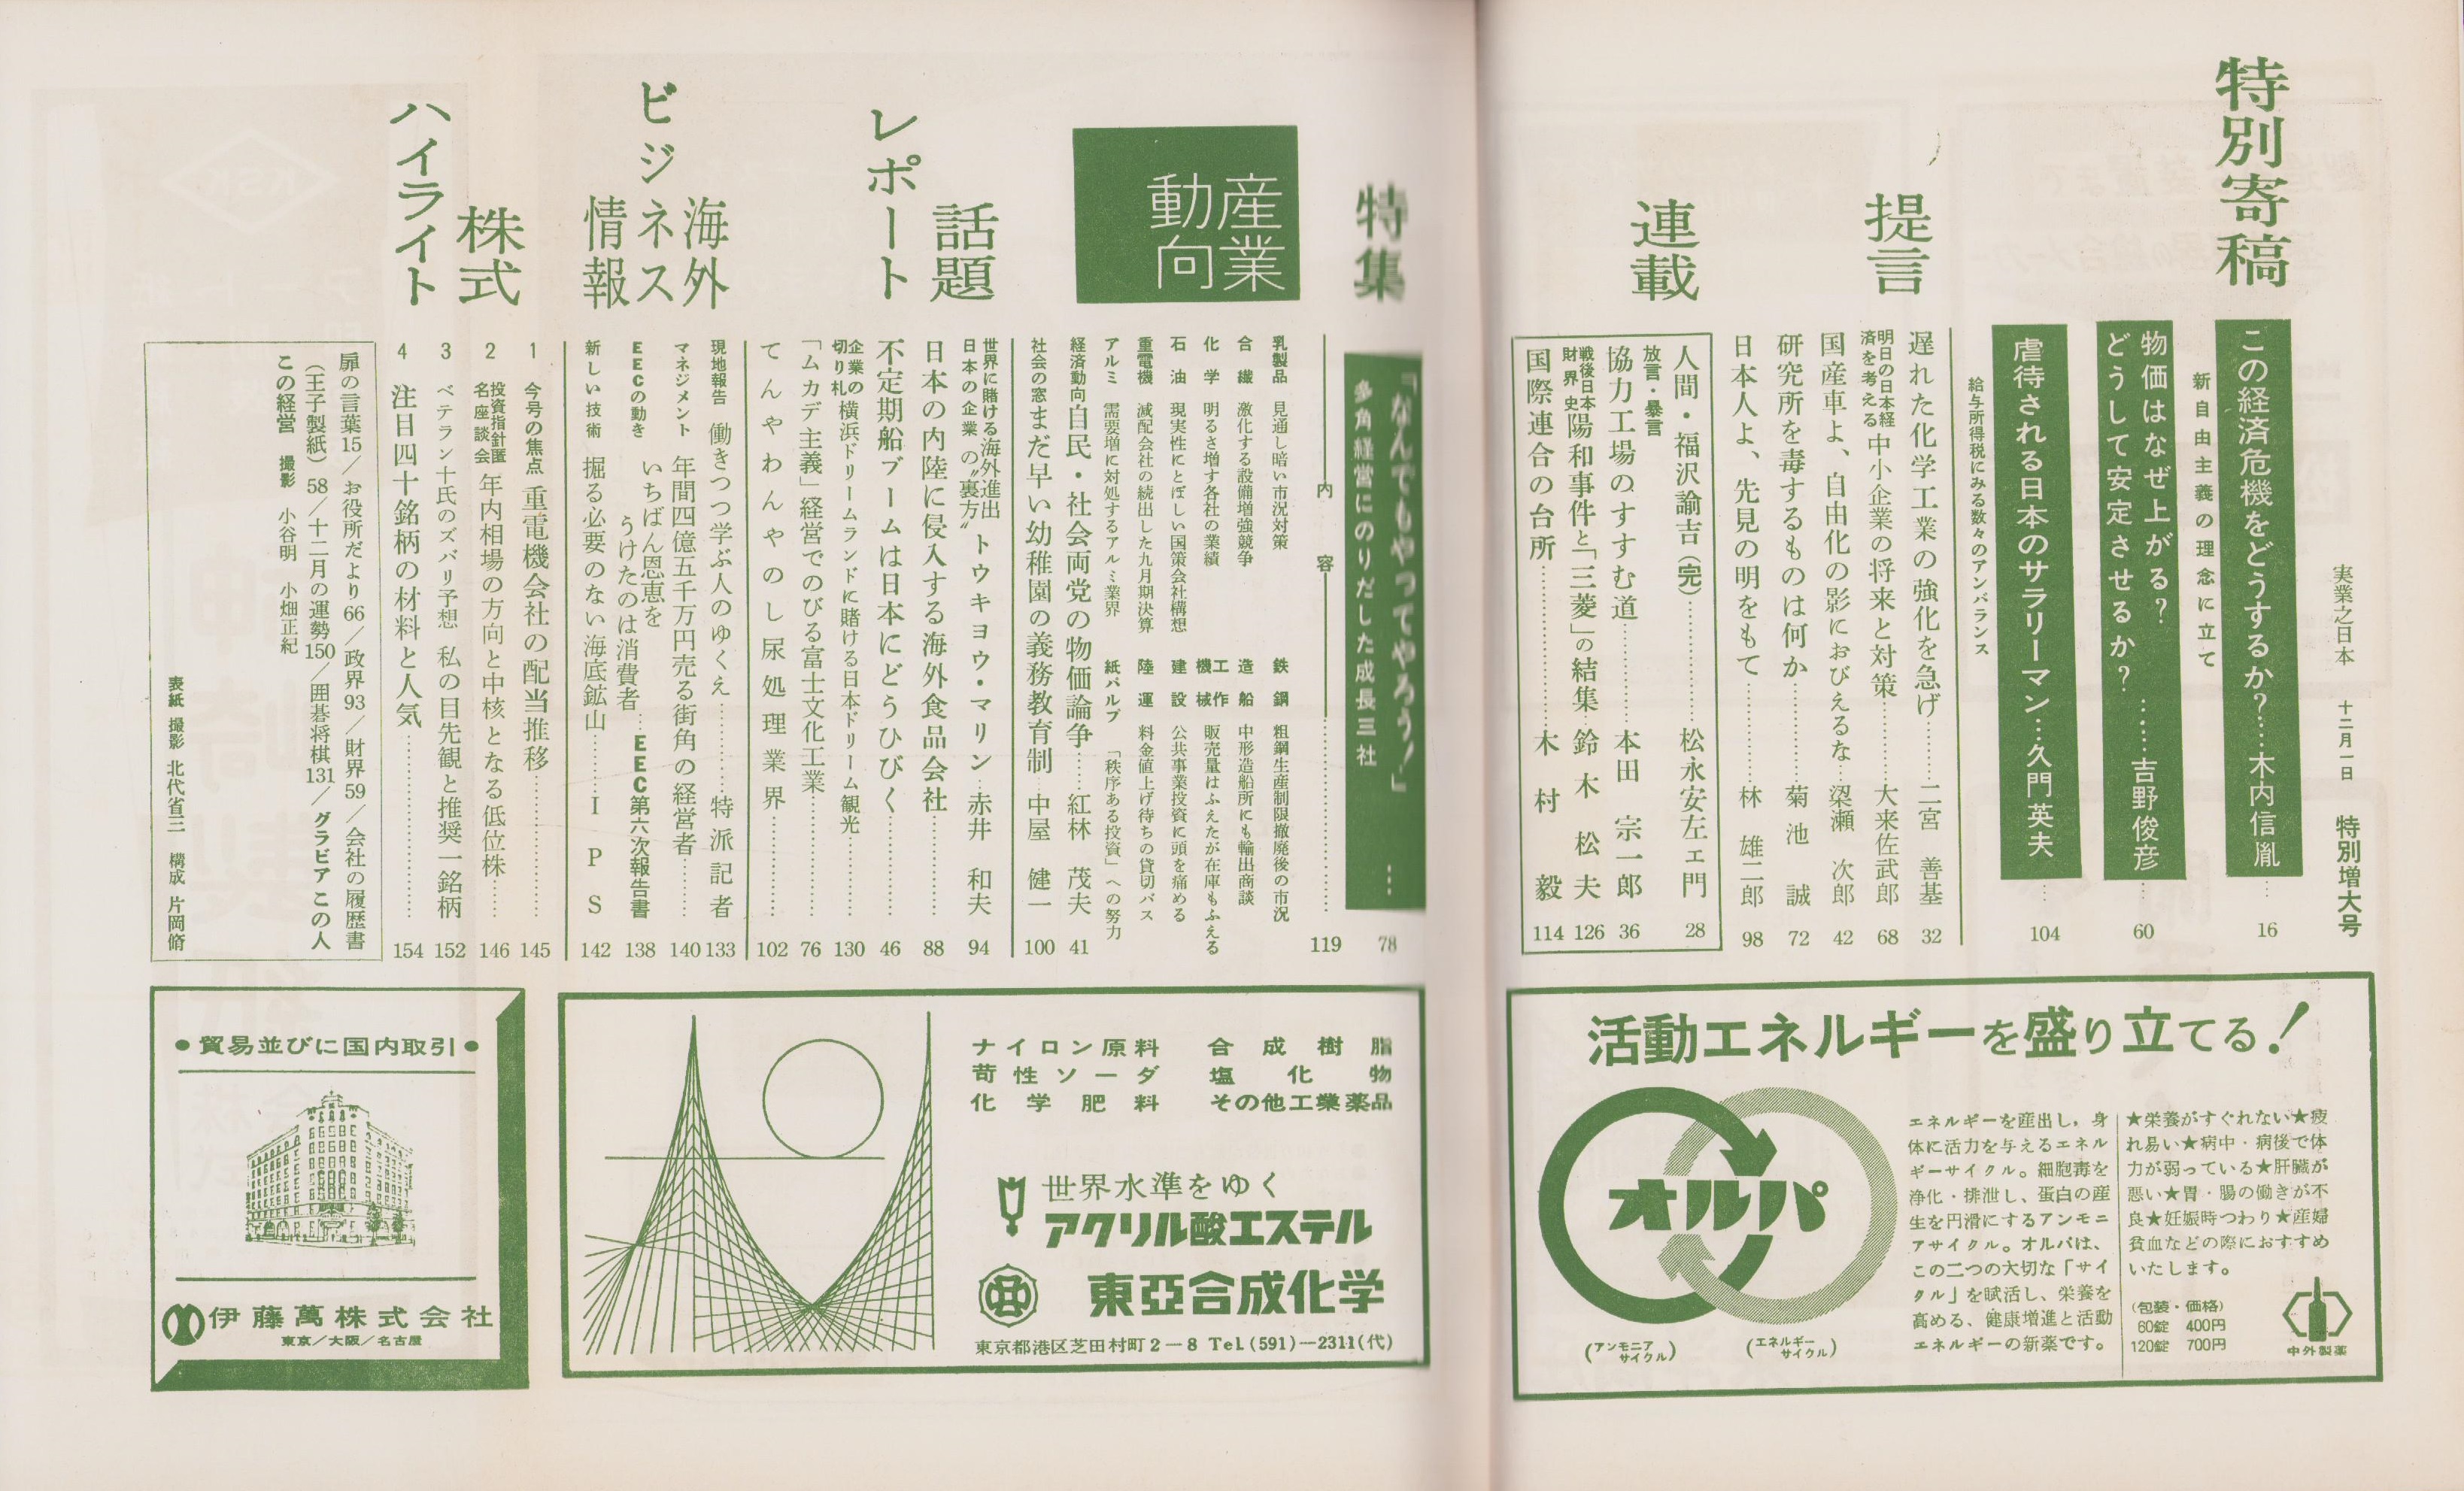 実業之日本 十二月一日 特別増大号
特別寄稿
この経済危機をどうするか?……木内信胤……16
新自由主義の理念に立て
物価はなぜ上がる?
どうして安定させるか?……吉野俊彦……60
虐待される日本のサラリーマン……久門英夫……104
給与所得税にみる数々のアンバランス
提言
遅れた化学工業の強化を急げ……二宮善基 32
明日の日本経済を考える 中小企業の将来と対策……大来佐武郎 68
国産車よ、自由化の影におびえるな……梁瀬次郎 42
研究所を毒するものは何か……菊池誠 72
日本人よ、先見の明をもて……林雄二郎 98
連載
人間・福沢諭吉(完)……松永安左エ門 28
放言・暴言 協力工場のすすむ道……本田宗一郎 36
戦後日本財界史 陽和事件と「三菱」の結集……鈴木松夫 126
国際連合の台所……木村毅 114
特集
「なんでもやってやろう!」
多角経営にのりだした成長三社…… 78
内容 …… 119
産業動向
乳製品 見通し暗い市況対策
合繊 激化する設備増強競争
化学 明るさ増す各社の業績
石油 現実性にとぼしい国策会社構想
重電機 減配会社の続出した九月期決算
アルミ 需要増に対処するアルミ業界
鉄鋼 粗鋼生産制限撤廃後の市況
造船 中形造船所にも輸出商談
工作機械 販売量はふえたが在庫もふえる
建設 公共事業投資に頭を痛める
陸運 料金値上げ待ちの貸切バス
紙パルプ 「秩序ある投資」への努力
経済動向 自民・社会両党の物価論争……紅林茂夫 41
社会の窓 まだ早い幼稚園の義務教育制 中屋健一 100
話題
レポート
世界に賭ける日本の企業 海外進出の“裏方”トウキョウ・マリン……赤井和夫 94
日本の内陸に侵入する海外食品会社…… 88
不定期船ブームは日本にどうひびく…… 46
企業の切り札 横浜ドリームランドに賭ける日本ドリーム観光…… 130
「ムカデ主義」経営でのびる富士文化工業…… 76
てんやわんやのし尿処理業界…… 102
海外
ビジネス
情報
現地報告 働きつつ学ぶ人のゆくえ……特派記者 133
マネジメント 年間四億五千万円売る街角の経営者…… 140
EECの動き いちばん恩恵をうけたのは消費者……EEC第六次報告書 138
新しい技術 掘る必要のない海底鉱山……IPS 142
株式
ハイライト
1 今号の焦点 重電機会社の配当推移…… 145
2 投資指針匿名座談会 年内相場の方向と中核となる低位株…… 146
3 ベテラン十氏のズバリ予想 私の目先観と推奨一銘柄 152
4 注目四十銘柄の材料と人気…… 154
扉の言葉15/お役所だより66/政界93/財界59/会社の履歴書
(王子製紙)58/十二月の運勢150/囲碁将棋131/グラビア この人
この経営 撮影 小谷明 小畑正紀
表紙 撮影 北代省三 構成 片岡脩
活動エネルギーを盛り立てる!
オルパ
(アンモニアサイクル)
(エネルギーサイクル)
エネルギーを産出し、身
体に活力を与えるエネル
ギーサイクル。細胞毒を
浄化・排泄し、蛋白の産
生を円滑にするアンモニ
アサイクル。オルパは、
この二つの大切な「サイ
クル」を賦活し、栄養を
高める、健康増進と活動
エネルギーの新薬です。
★栄養がすぐれない★疲
れ易い★病中・病後で体
力が弱っている★肝臓が
悪い★胃・腸の働きが不
良★妊娠時つわり★産婦
貧血などの際におすすめ
いたします。
(包装・価格)
60錠 400円
120錠 700円
中外製薬
ナイロン原料 合成樹脂
苛性ソーダ 塩化物
化学肥料 その他工業薬品
世界水準をゆく
アクリル酸エステル
東亞合成化学
東京都港区芝田村町2―8 Tel.(591)―2311(代)
●貿易並びに国内取引●
伊藤萬株式会社
東京/大阪/名古屋